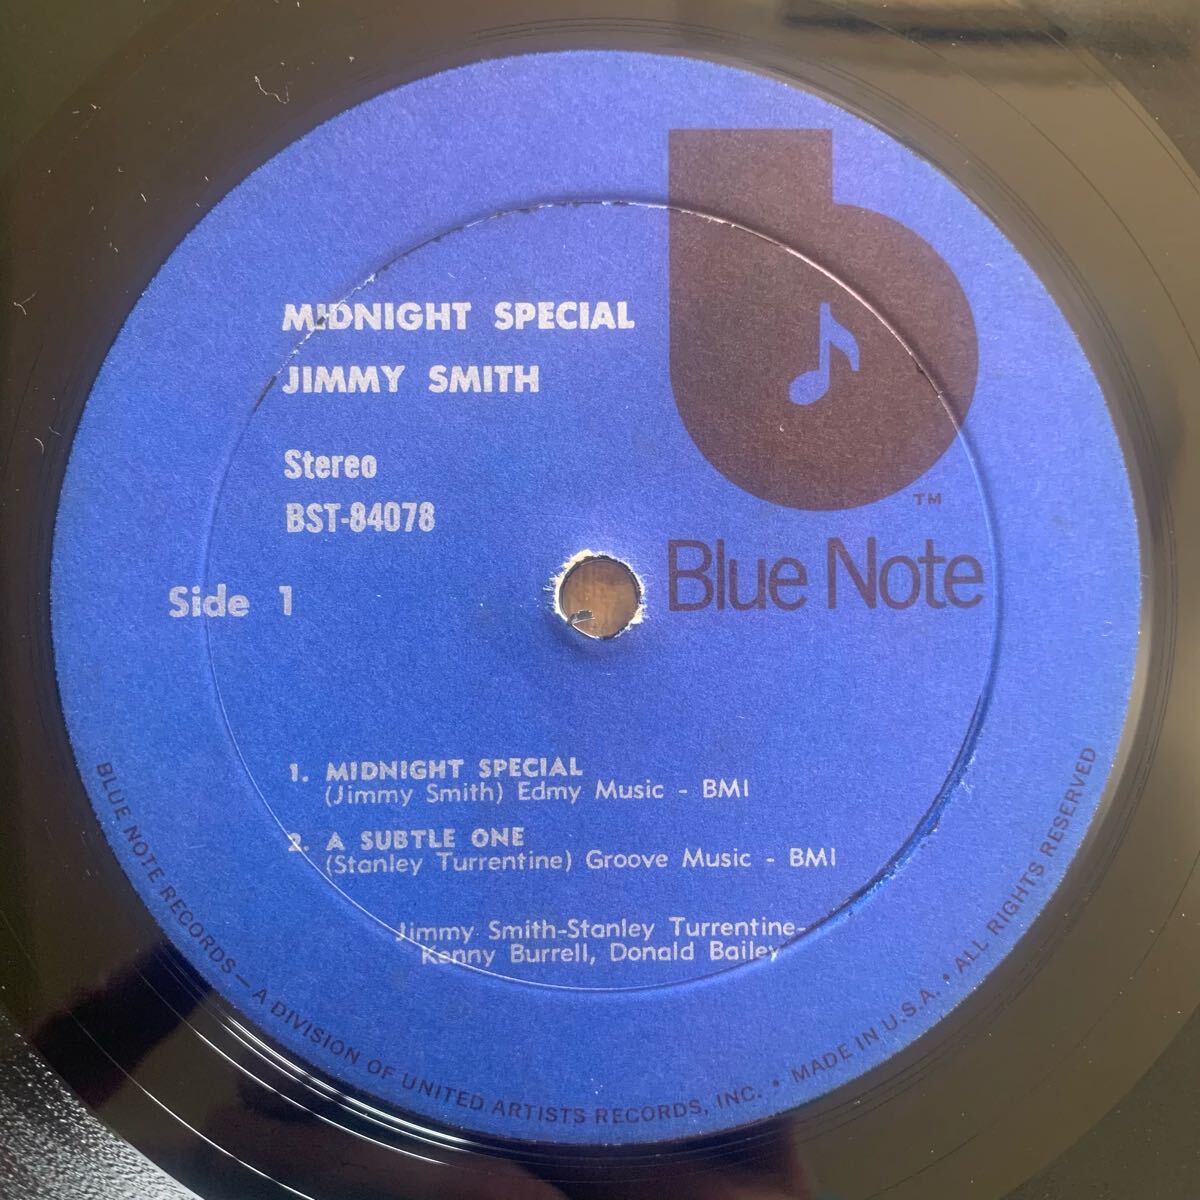 MIDNIGHT SPECIAL
JIMMY SMITH
Stereo
BST-84078
Side 1
TM
Blue Note
1. MIDNIGHT SPECIAL
(Jimmy Smith) Edmy Music - BMI
2. A SUBTLE ONE
(Stanley Turrentine) Groove Music - BMI
Jimmy Smith-Stanley Turrentine-
Kenny Burrell, Donald Bailey
BLUE NOTE RECORDS—A DIVISION OF UNITED ARTISTS RECORDS, INC. • MADE IN U.S.A. • ALL RIGHTS RESERVED